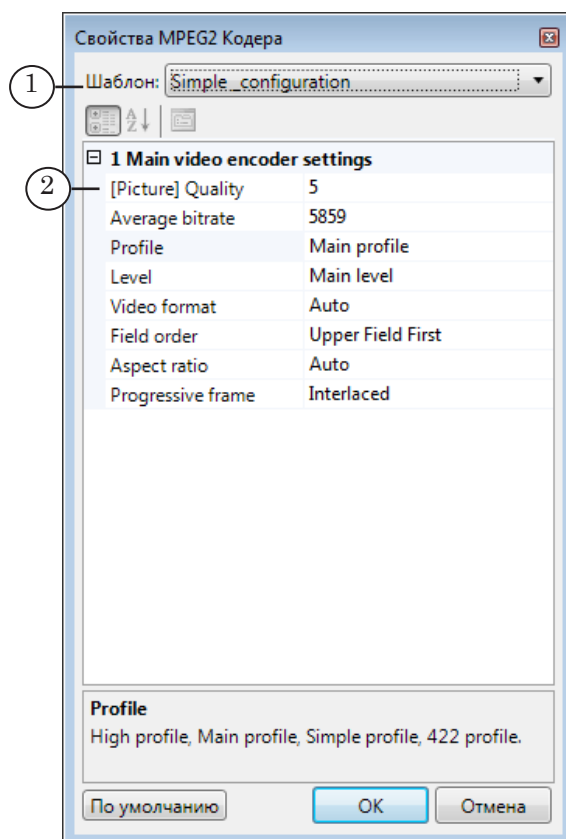 Свойства MPEG2 Кодера
1
Шаблон: Simple_configuration
1 Main video encoder settings
2
[Picture] Quality 5
Average bitrate 5859
Profile Main profile
Level Main level
Video format Auto
Field order Upper Field First
Aspect ratio Auto
Progressive frame Interlaced
Profile
High profile, Main profile, Simple profile, 422 profile.
По умолчанию OK Отмена